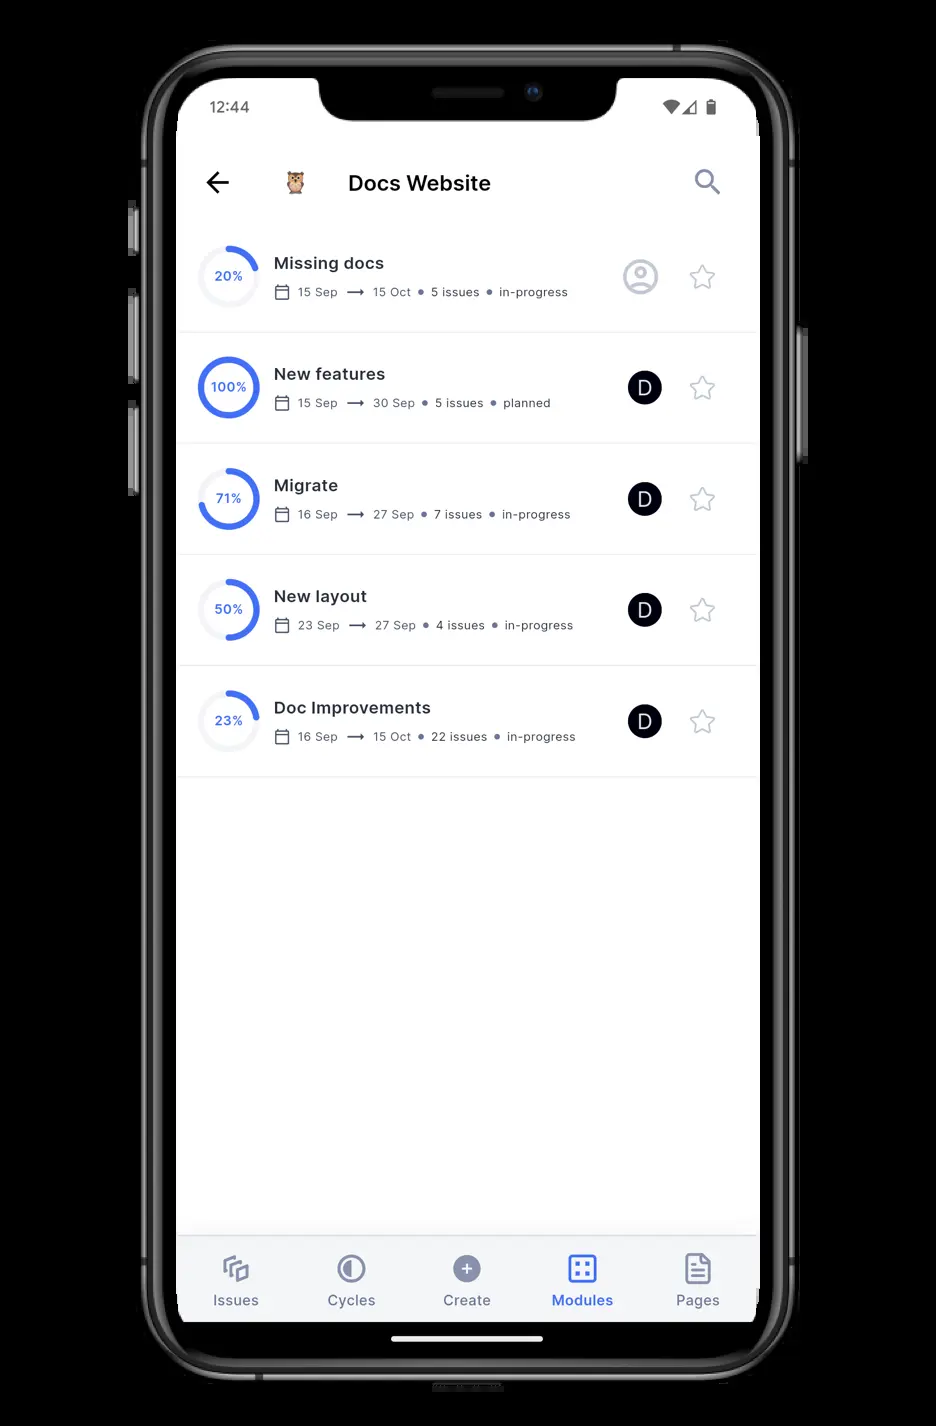 12:44
Docs Website
20%
Missing docs
15 Sep → 15 Oct • 5 issues • in-progress
100%
New features
D
15 Sep → 30 Sep • 5 issues • planned
71%
Migrate
D
16 Sep → 27 Sep • 7 issues • in-progress
50%
New layout
D
23 Sep → 27 Sep • 4 issues • in-progress
23%
Doc Improvements
D
16 Sep → 15 Oct • 22 issues • in-progress
Issues Cycles Create Modules Pages